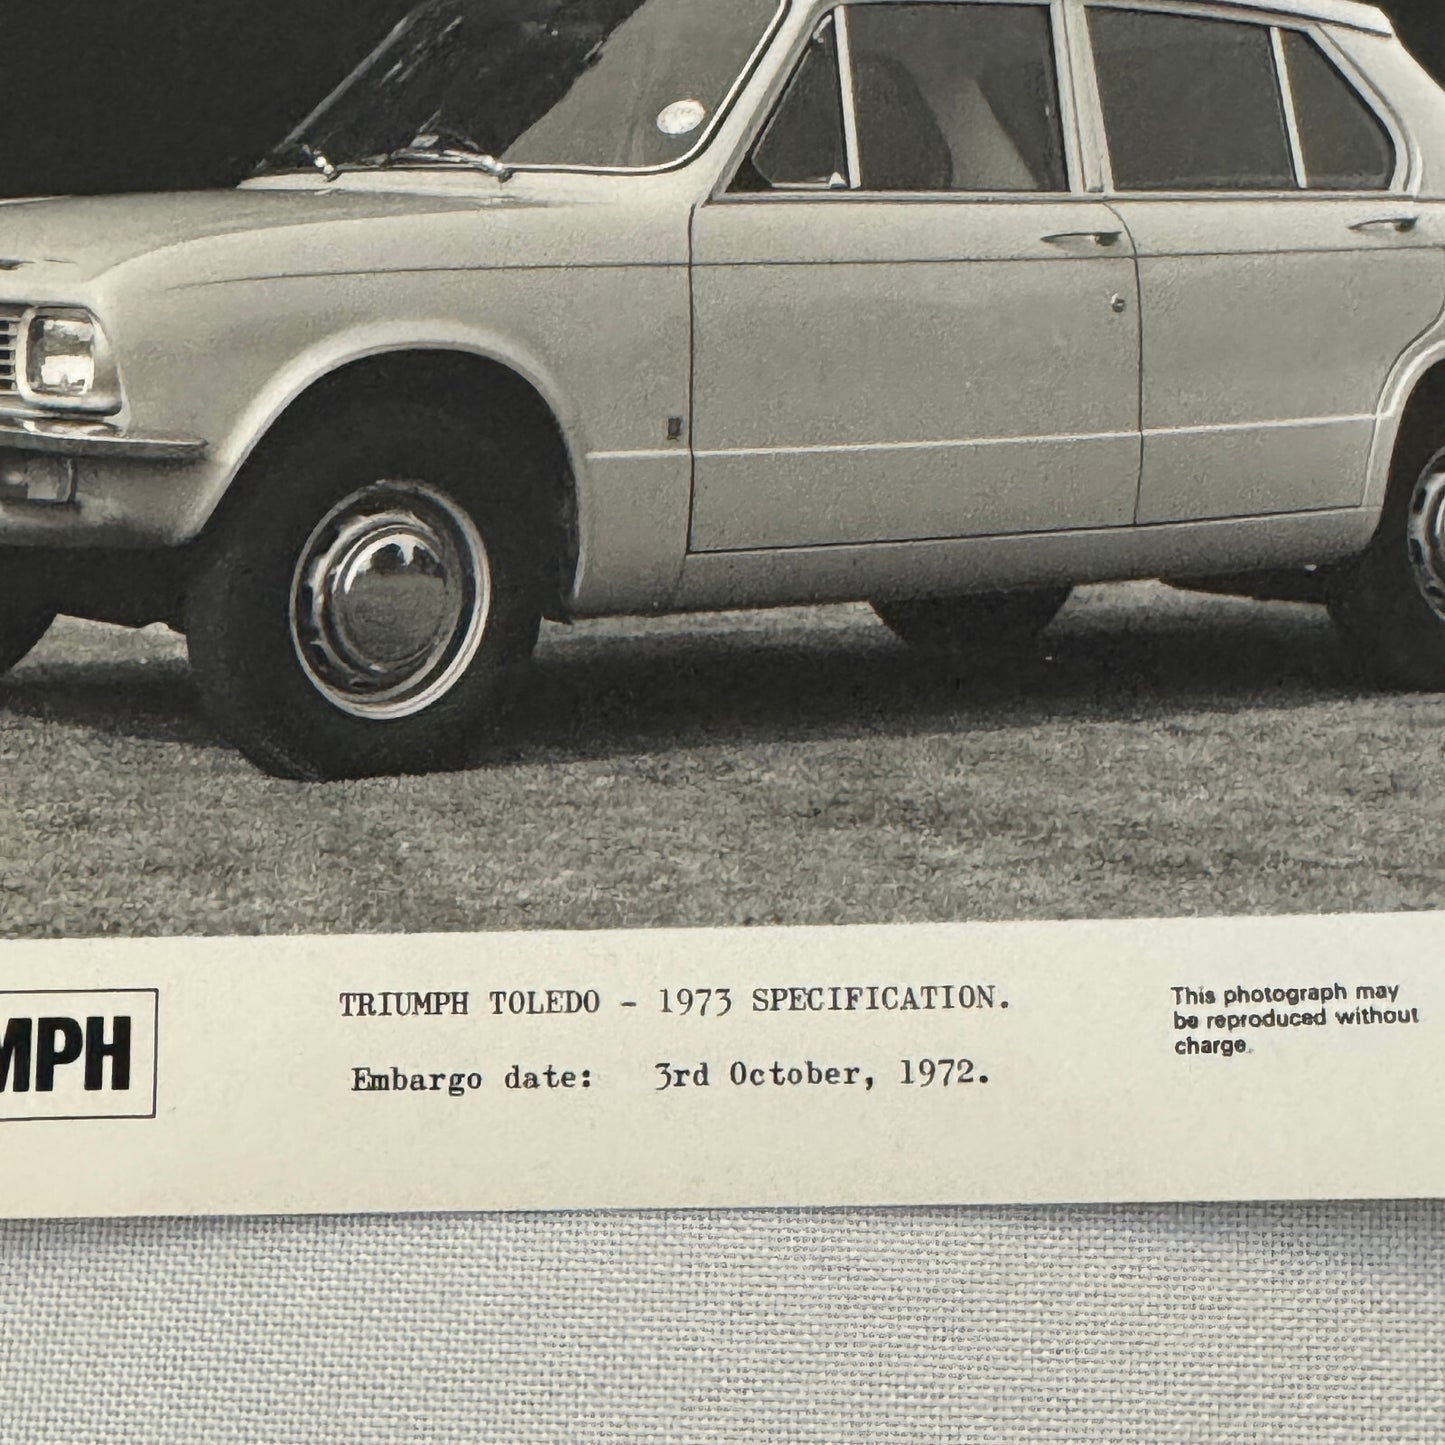 MPH
TRIUMPH TOLEDO - 1973 SPECIFICATION.
Embargo date: 3rd October, 1972.
This photograph may
be reproduced without
charge.